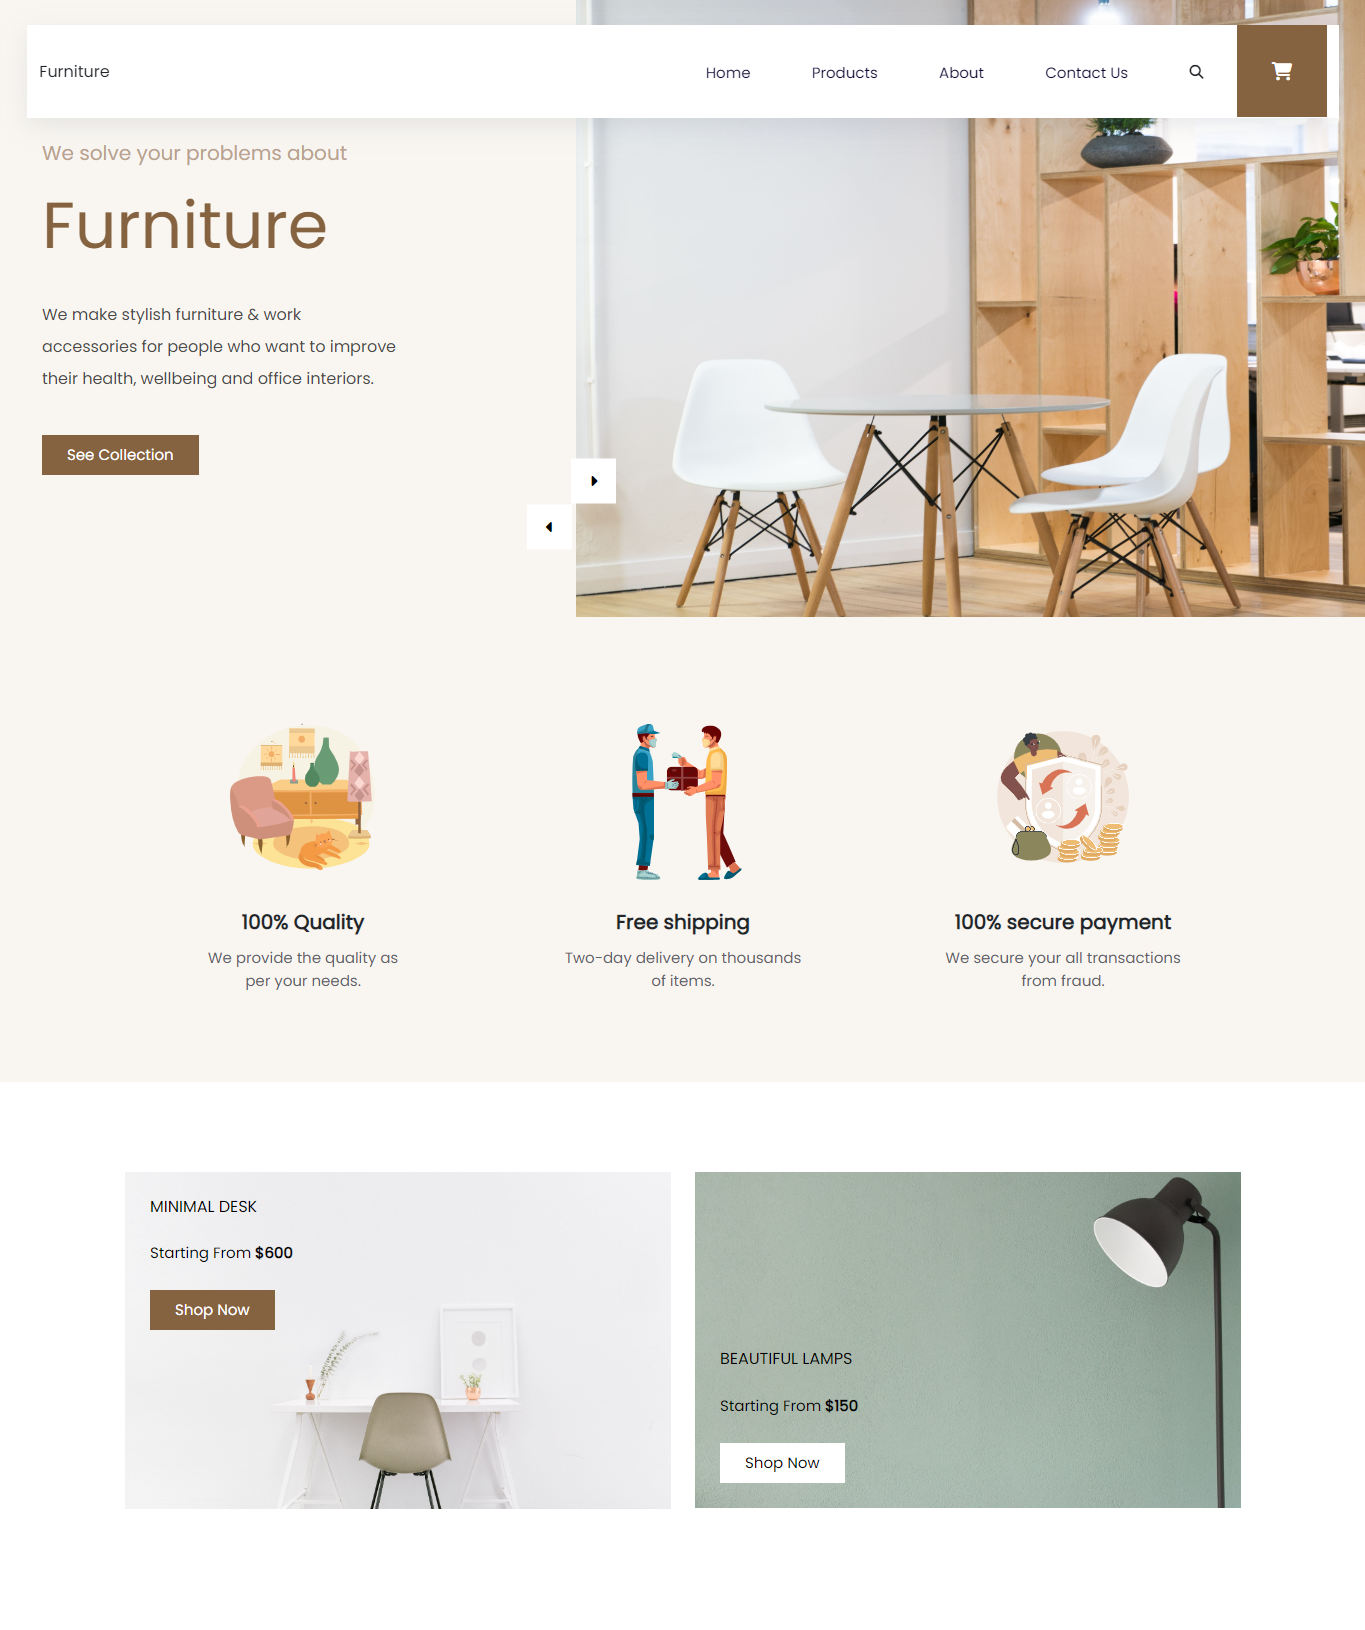 Furniture
Home
Products
About
Contact Us
We solve your problems about
Furniture
We make stylish furniture & work
accessories for people who want to improve
their health, wellbeing and office interiors.
See Collection
100% Quality
We provide the quality as
per your needs.
Free shipping
Two-day delivery on thousands
of items.
100% secure payment
We secure your all transactions
from fraud.
MINIMAL DESK
Starting From $600
Shop Now
BEAUTIFUL LAMPS
Starting From $150
Shop Now